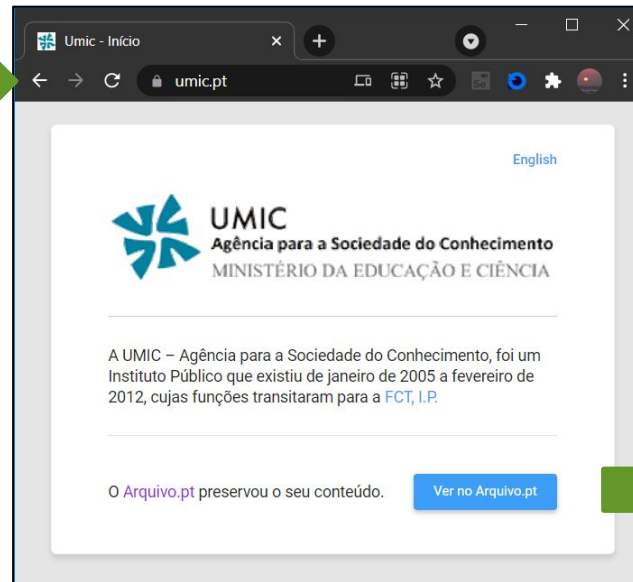 Umic - Início
umic.pt
English
UMIC
Agência para a Sociedade do Conhecimento
MINISTÉRIO DA EDUCAÇÃO E CIÊNCIA
A UMIC – Agência para a Sociedade do Conhecimento, foi um
Instituto Público que existiu de janeiro de 2005 a fevereiro de
2012, cujas funções transitaram para a FCT, I.P.
O Arquivo.pt preservou o seu conteúdo.
Ver no Arquivo.pt